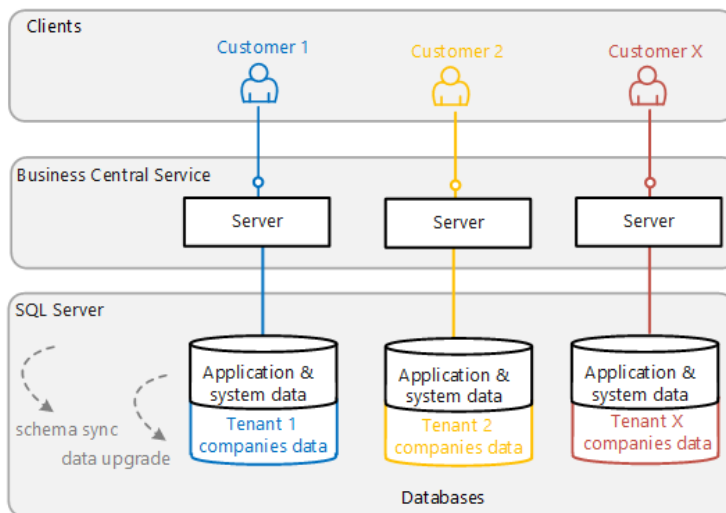 Clients
Customer 1
Customer 2
Customer X
Business Central Service
Server
Server
Server
SQL Server
Application &
system data
Tenant 1
companies data
Application &
system data
Tenant 2
companies data
Application &
system data
Tenant X
companies data
schema sync
data upgrade
Databases